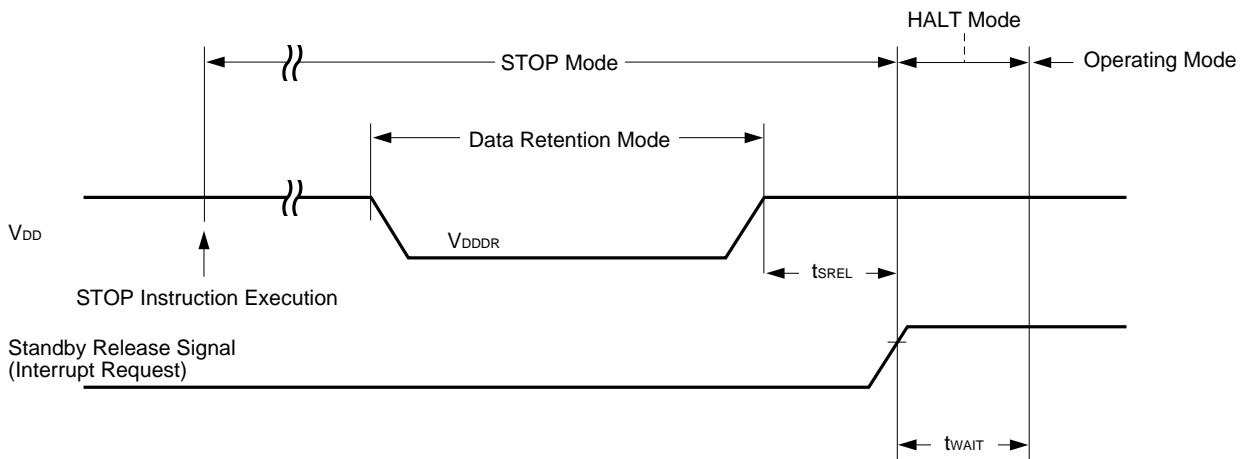 HALT Mode
STOP Mode
Operating Mode
Data Retention Mode
VDD
VDDDR
tSREL
STOP Instruction Execution
Standby Release Signal
(Interrupt Request)
tWAIT